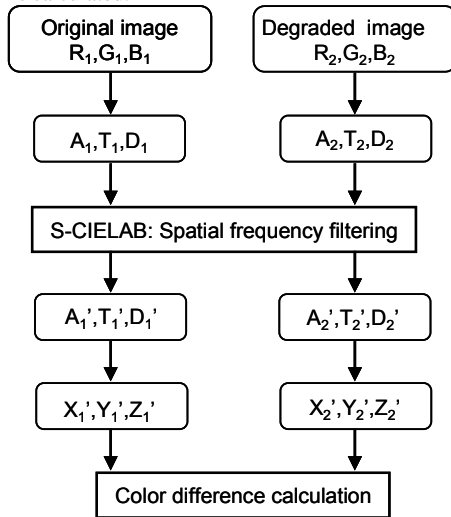 Original image
R₁,G₁,B₁
Degraded image
R₂,G₂,B₂
A₁,T₁,D₁
A₂,T₂,D₂
S-CIELAB: Spatial frequency filtering
A₁’,T₁’,D₁’
A₂’,T₂’,D₂’
X₁’,Y₁’,Z₁’
X₂’,Y₂’,Z₂’
Color difference calculation